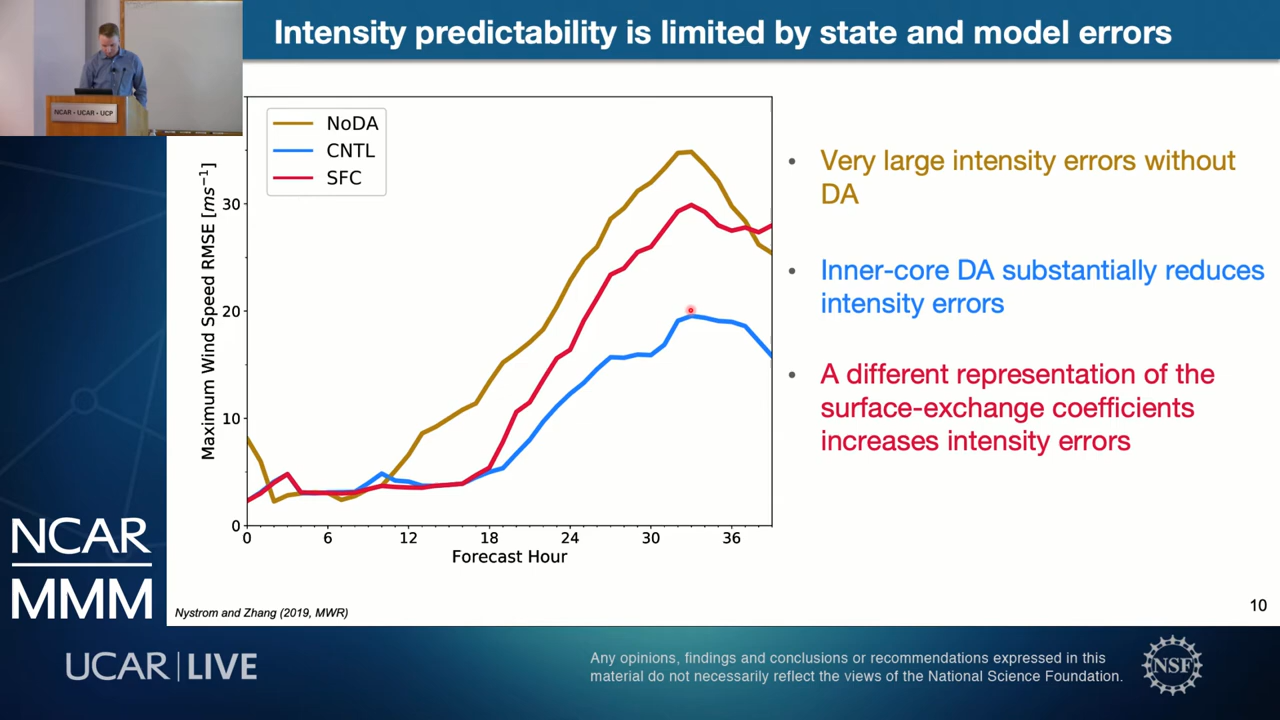 Intensity predictability is limited by state and model errors
NCAR • UCAR • UCP
NoDA
CNTL
SFC
Maximum Wind Speed RMSE [ms⁻¹]
30
20
10
0
0 6 12 18 24 30 36
Forecast Hour
• Very large intensity errors without
DA
• Inner-core DA substantially reduces
intensity errors
• A different representation of the
surface-exchange coefficients
increases intensity errors
NCAR
MMM
Nystrom and Zhang (2019, MWR)
10
UCAR | LIVE
Any opinions, findings and conclusions or recommendations expressed in this
material do not necessarily reflect the views of the National Science Foundation.
NSF